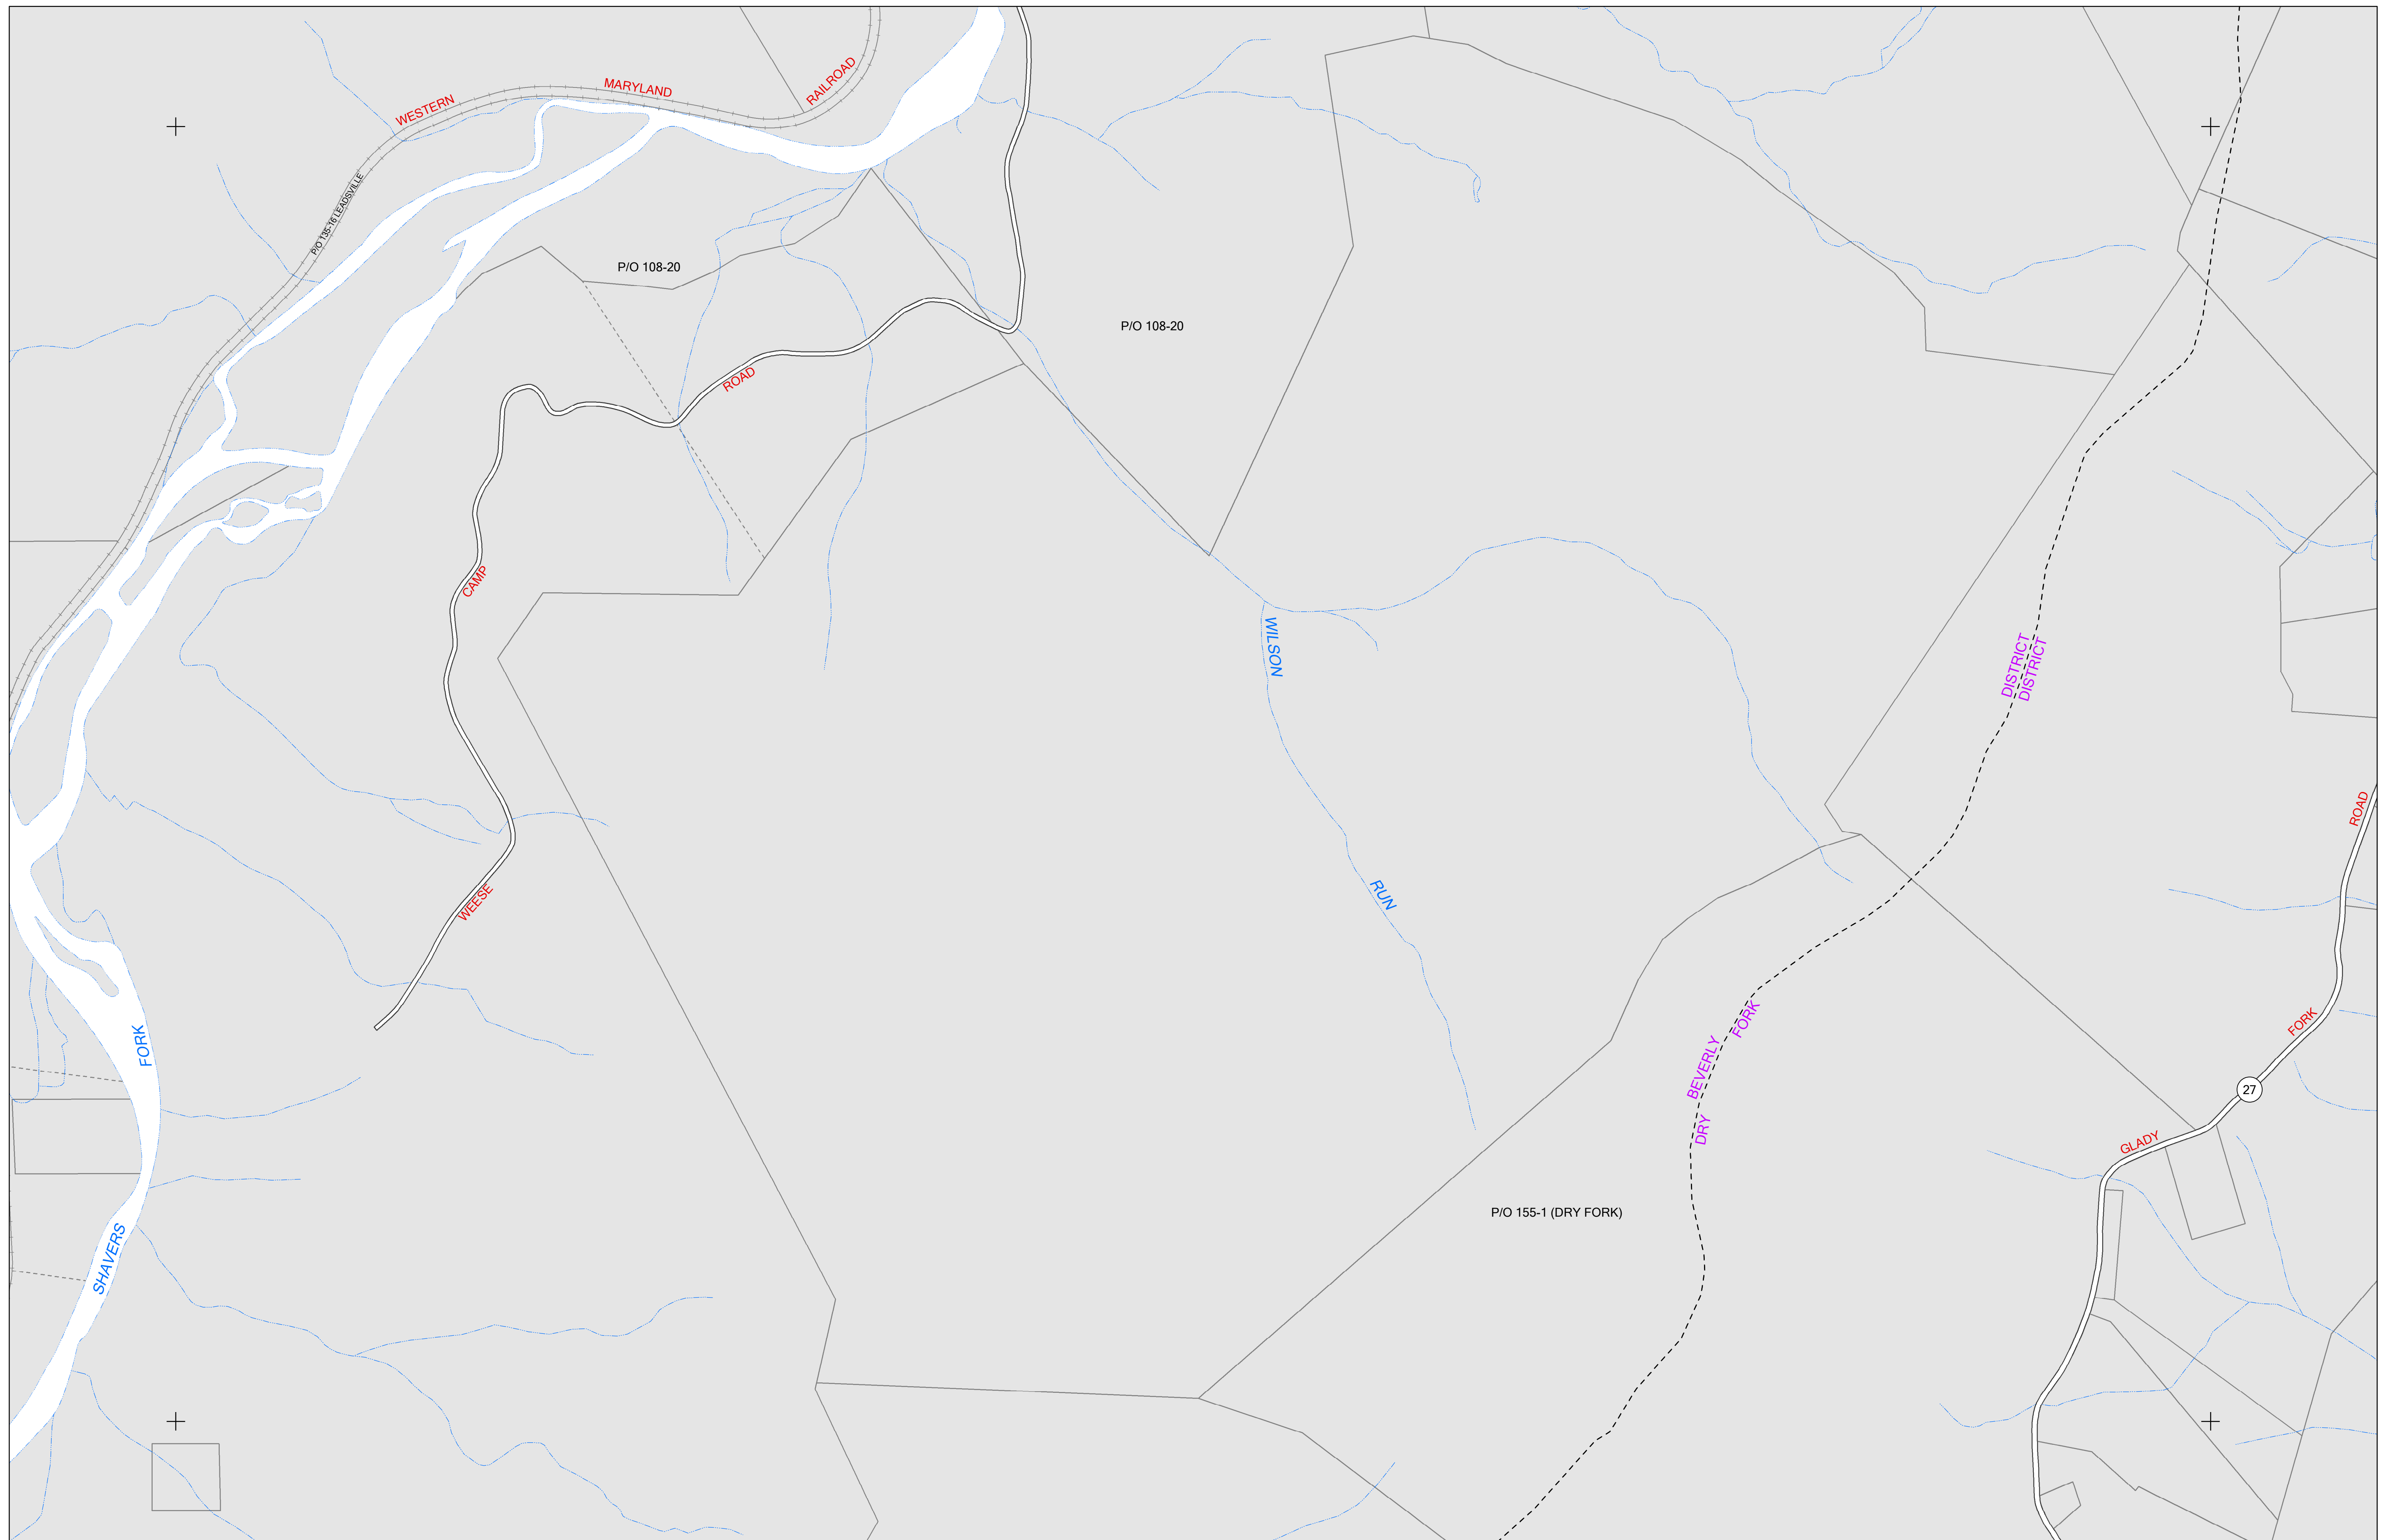 WESTERN MARYLAND RAILROAD
P/O 135-16 LEADSVILLE
P/O 108-20
P/O 108-20
ROAD
CAMP
WEESE
WILSON
RUN
DISTRICT
DISTRICT
ROAD
FORK
27
GLADY
BEVERLY
FORK
DRY
FORK
SHAVERS
P/O 155-1 (DRY FORK)